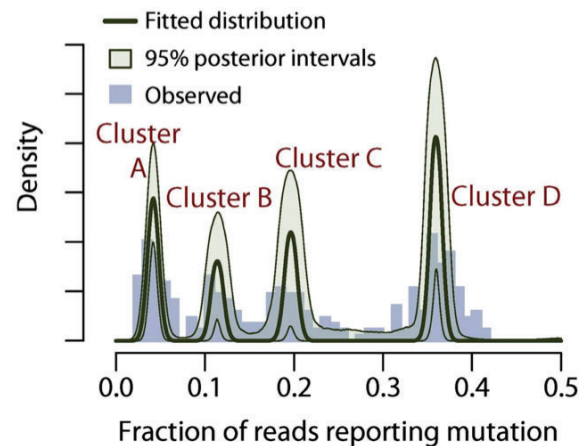 Fitted distribution
95% posterior intervals
Observed
Cluster
A
Cluster B
Cluster C
Cluster D
Density
0.0 0.1 0.2 0.3 0.4 0.5
Fraction of reads reporting mutation